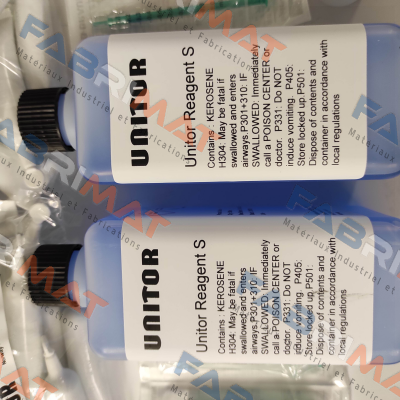 UNITOR
Unitor Reagent S
Contains : KEROSENE
H304: May be fatal if
swallowed and enters
airways.P301+310: IF
SWALLOWED: Immediately
call a POISON CENTER or
doctor. P331: Do NOT
induce vomiting. P405:
Store locked up.P501:
Dispose of contents and
container in accordance with
local regulations
UNITOR
Unitor Reagent S
Contains : KEROSENE
H304: May be fatal if
swallowed and enters
airways.P301+310: IF
SWALLOWED: Immediately
call a POISON CENTER or
doctor. P331: Do NOT
induce vomiting. P405:
Store locked up.P501:
Dispose of contents and
container in accordance with
local regulations
FABRIMAT
Materiaux Industriel et Fabrications